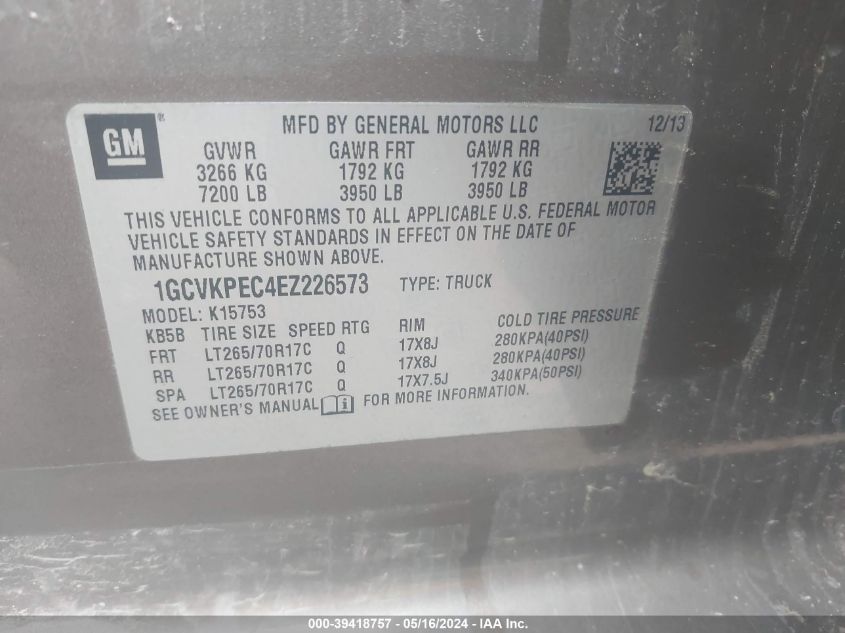 GM ®
MFD BY GENERAL MOTORS LLC 12/13
GVWR GAWR FRT GAWR RR
3266 KG 1792 KG 1792 KG
7200 LB 3950 LB 3950 LB
THIS VEHICLE CONFORMS TO ALL APPLICABLE U.S. FEDERAL MOTOR
VEHICLE SAFETY STANDARDS IN EFFECT ON THE DATE OF
MANUFACTURE SHOWN ABOVE.
1GCVKPEC4EZ226573 TYPE: TRUCK
MODEL: K15753
KB5B TIRE SIZE SPEED RTG RIM COLD TIRE PRESSURE
FRT LT265/70R17C Q 17X8J 280KPA(40PSI)
RR LT265/70R17C Q 17X8J 280KPA(40PSI)
SPA LT265/70R17C Q 17X7.5J 340KPA(50PSI)
SEE OWNER'S MANUAL FOR MORE INFORMATION.
000-39418757 - 05/16/2024 - IAA Inc.